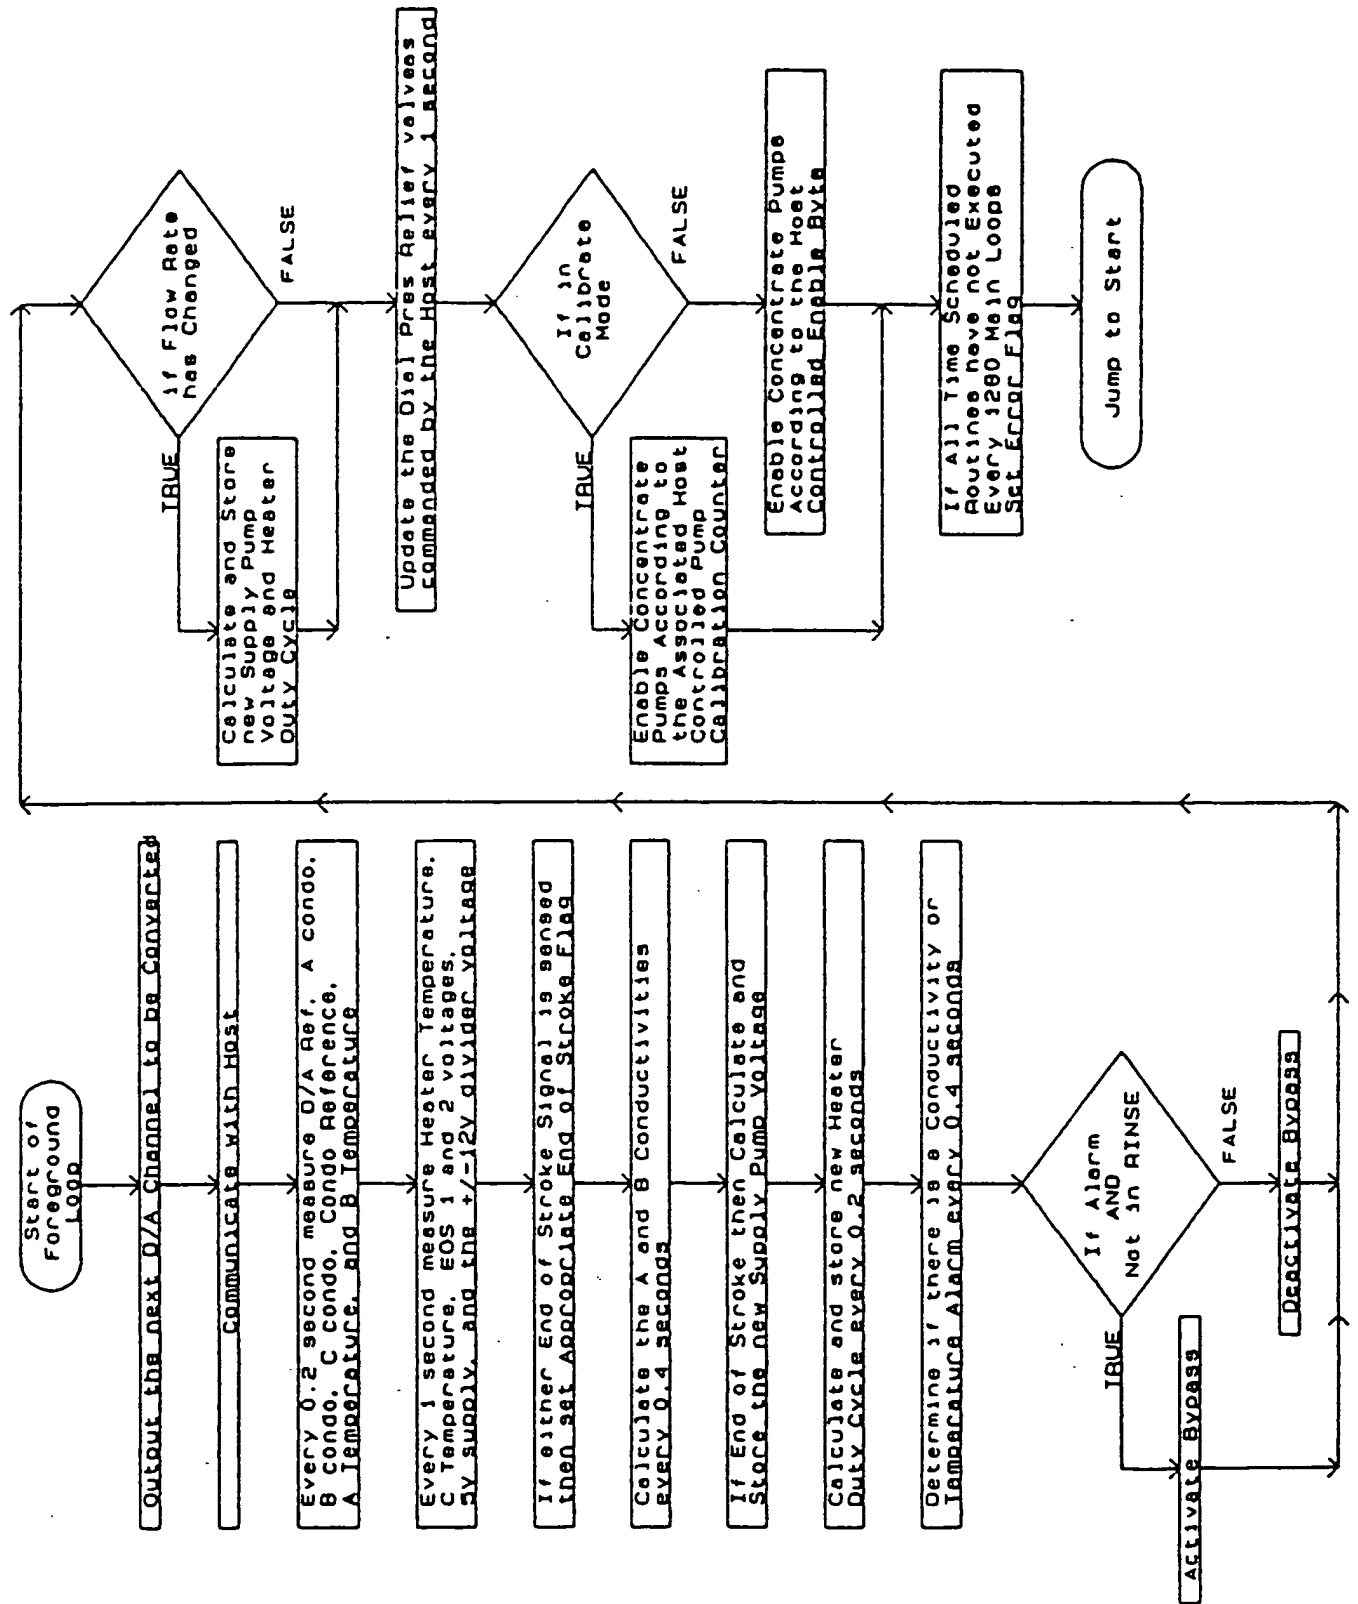 Start of
Foreground
Loop
Output the next D/A Channel to be Converted
Communicate with Host
Every 0.2 second measure D/A Ref, A condo,
B condo, C condo, Condo Reference,
A Temperature, and B Temperature
Every 1 second measure Heater Temperature,
C Temperature, EOS 1 and 2 voltages,
5v supply, and the +/-12v divider voltage
If either End of Stroke Signal is sensed
then set Appropriate End of Stroke Flag
Calculate the A and B Conductivities
every 0.4 seconds
If End of Stroke then Calculate and
Store the new Supply Pump Voltage
Calculate and store new Heater
Duty Cycle every 0.2 seconds
Determine if there is a Conductivity or
Temperature Alarm every 0.4 seconds
If Alarm
AND
Not in RINSE
TRUE
FALSE
Activate Bypass
Deactivate Bypass
if Flow Rate
has Changed
TRUE
FALSE
Calculate and Store
new Supply Pump
Voltage and Heater
Duty Cycle
Update the Dial Pres Relief valves
commanded by the Host every 1 second
If in
Calibrate
Mode
TRUE
FALSE
Enable Concentrate
Pumps According to
the Associated Host
Controlled Pump
Calibration Counter
Enable Concentrate Pumps
According to the Host
Controlled Enable Byte
If All Time Scheduled
Routines have not Executed
Every 1280 Main Loops
Set Error Flag
Jump to Start